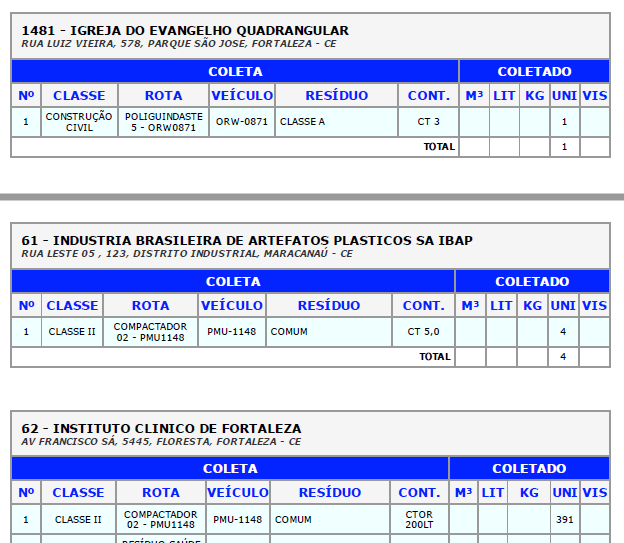 1481 - IGREJA DO EVANGELHO QUADRANGULAR
RUA LUIZ VIEIRA, 578, PARQUE SÃO JOSÉ, FORTALEZA - CE
COLETA COLETADO
Nº CLASSE ROTA VEÍCULO RESÍDUO CONT. M³ LIT KG UNI VIS
1 CONSTRUÇÃO CIVIL POLIGUINDASTE 5 - ORW0871 ORW-0871 CLASSE A CT 3 1
TOTAL 1
61 - INDUSTRIA BRASILEIRA DE ARTEFATOS PLASTICOS SA IBAP
RUA LESTE 05 , 123, DISTRITO INDUSTRIAL, MARACANAÚ - CE
COLETA COLETADO
Nº CLASSE ROTA VEÍCULO RESÍDUO CONT. M³ LIT KG UNI VIS
1 CLASSE II COMPACTADOR 02 - PMU1148 PMU-1148 COMUM CT 5,0 4
TOTAL 4
62 - INSTITUTO CLINICO DE FORTALEZA
AV FRANCISCO SÁ, 5445, FLORESTA, FORTALEZA - CE
COLETA COLETADO
Nº CLASSE ROTA VEÍCULO RESÍDUO CONT. M³ LIT KG UNI VIS
1 CLASSE II COMPACTADOR 02 - PMU1148 PMU-1148 COMUM CTOR 200LT 391